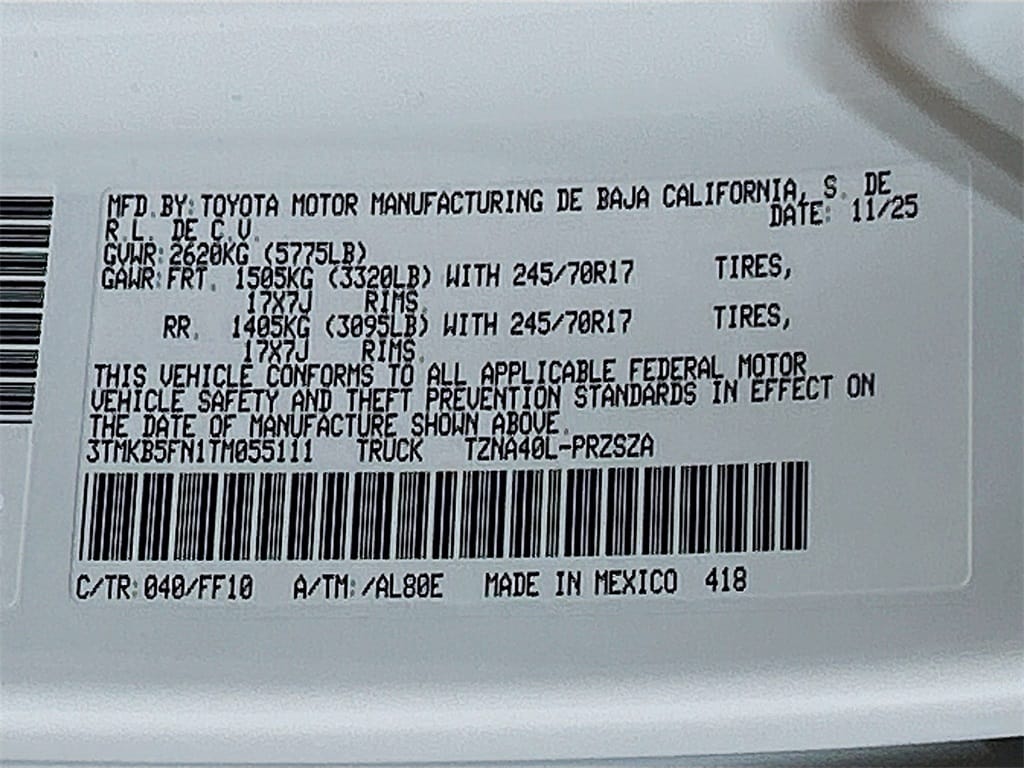 MFD.BY:TOYOTA MOTOR MANUFACTURING DE BAJA CALIFORNIA, S. DE
R.L. DE C.V. DATE: 11/25
GVWR:2620KG (5775LB)
GAWR:FRT. 1505KG (3320LB) WITH 245/70R17 TIRES,
17X7J RIMS.
RR. 1405KG (3095LB) WITH 245/70R17 TIRES,
17X7J RIMS.
THIS VEHICLE CONFORMS TO ALL APPLICABLE FEDERAL MOTOR
VEHICLE SAFETY AND THEFT PREVENTION STANDARDS IN EFFECT ON
THE DATE OF MANUFACTURE SHOWN ABOVE.
3TMKB5FN1TM055111 TRUCK TZNA40L-PRZSZA
C/TR:040/FF10 A/TM:/AL80E MADE IN MEXICO 418